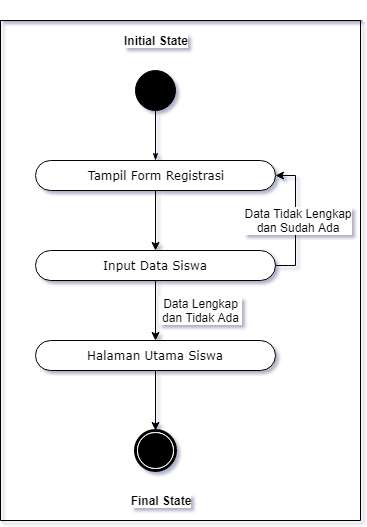 Initial State
Tampil Form Registrasi
Data Tidak Lengkap
dan Sudah Ada
Input Data Siswa
Data Lengkap
dan Tidak Ada
Halaman Utama Siswa
Final State